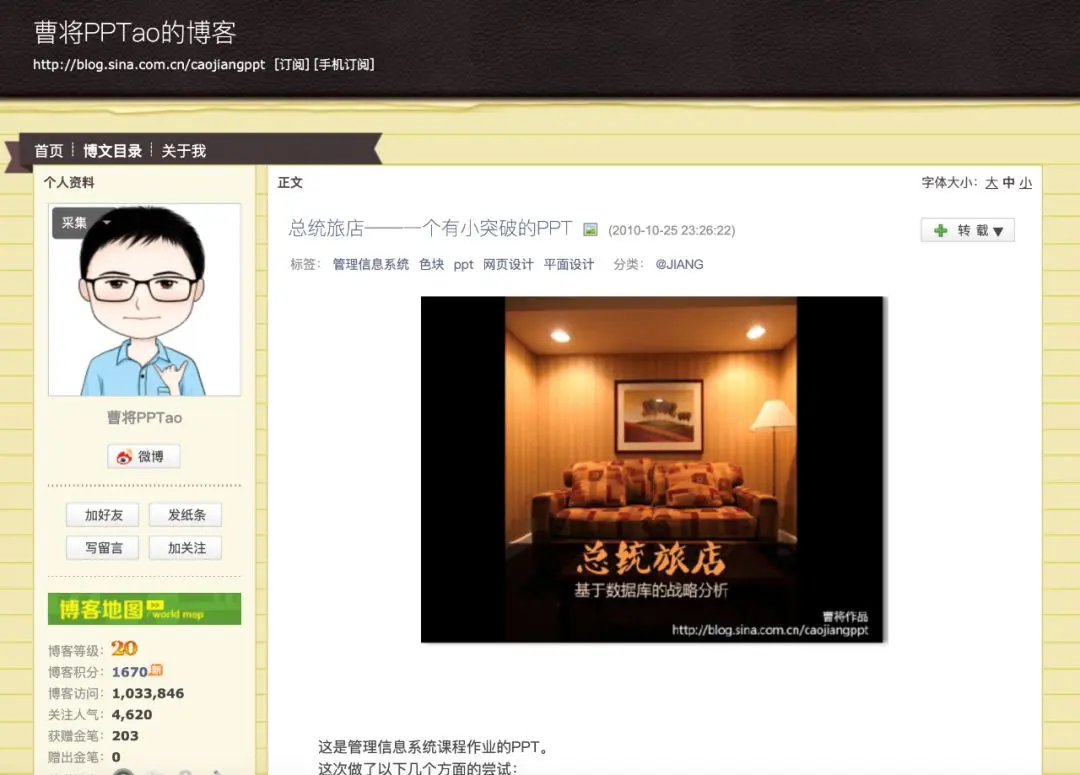 曹将PPTao的博客
http://blog.sina.com.cn/caojiangppt [订阅] [手机订阅]
首页 博文目录 关于我
个人资料
采集
曹将PPTao
微博
加好友 发纸条
写留言 加关注
博客地图 world map
博客等级: 20
博客积分: 1670
博客访问: 1,033,846
关注人气: 4,620
获赠金笔: 203
赠出金笔: 0
正文 字体大小: 大 中 小
总统旅店——一个有小突破的PPT (2010-10-25 23:26:22)
转 载 ▼
标签: 管理信息系统 色块 ppt 网页设计 平面设计 分类: @JIANG
总统旅店
基于数据库的战略分析
曹将作品
http://blog.sina.com.cn/caojiangppt
这是管理信息系统课程作业的PPT。
这次做了以下几个方面的尝试: